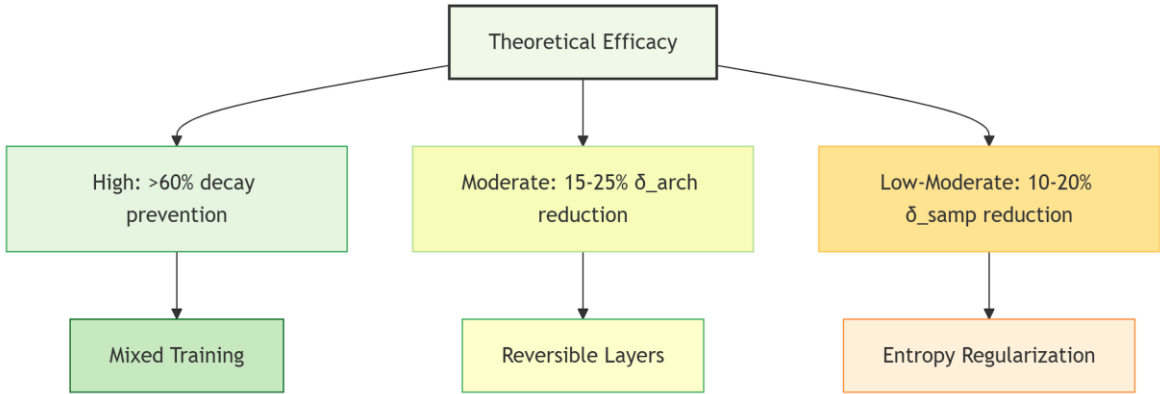 Theoretical Efficacy
High: >60% decay
prevention
Moderate: 15-25% δ_arch
reduction
Low-Moderate: 10-20%
δ_samp reduction
Mixed Training
Reversible Layers
Entropy Regularization